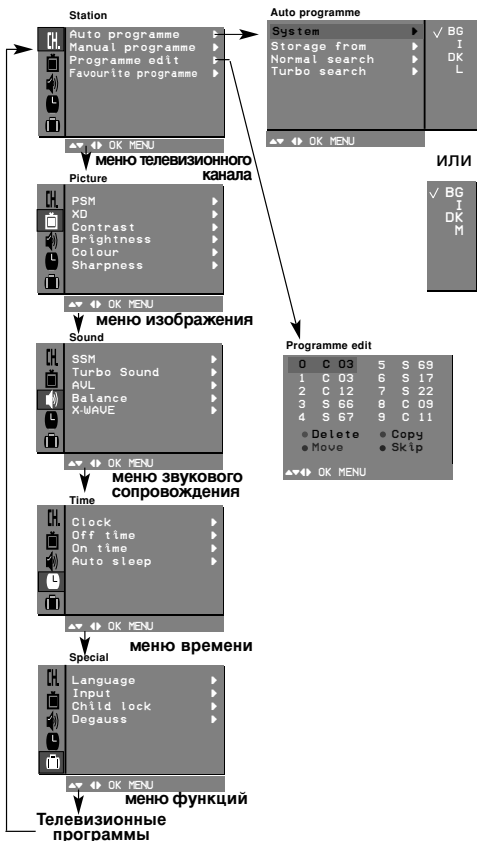 Station
CH.
Auto programme
Manual programme
Programme edit
Favourite programme
OK MENU
меню телевизионного
канала
Auto programme
System
Storage from
Normal search
Turbo search
OK MENU
✓ BG
I
DK
L
или
✓ BG
I
DK
M
Picture
CH.
PSM
XD
Contrast
Brightness
Colour
Sharpness
OK MENU
меню изображения
Programme edit
0 C 03 5 S 69
1 C 03 6 S 17
2 C 12 7 S 22
3 S 66 8 C 09
4 S 67 9 C 11
Delete Copy
Move Skip
OK MENU
Sound
CH.
SSM
Turbo Sound
AVL
Balance
X-WAVE
OK MENU
меню звукового
сопровождения
Time
CH.
Clock
Off time
On time
Auto sleep
OK MENU
меню времени
Special
CH.
Language
Input
Child lock
Degauss
OK MENU
меню функций
Телевизионные
программы